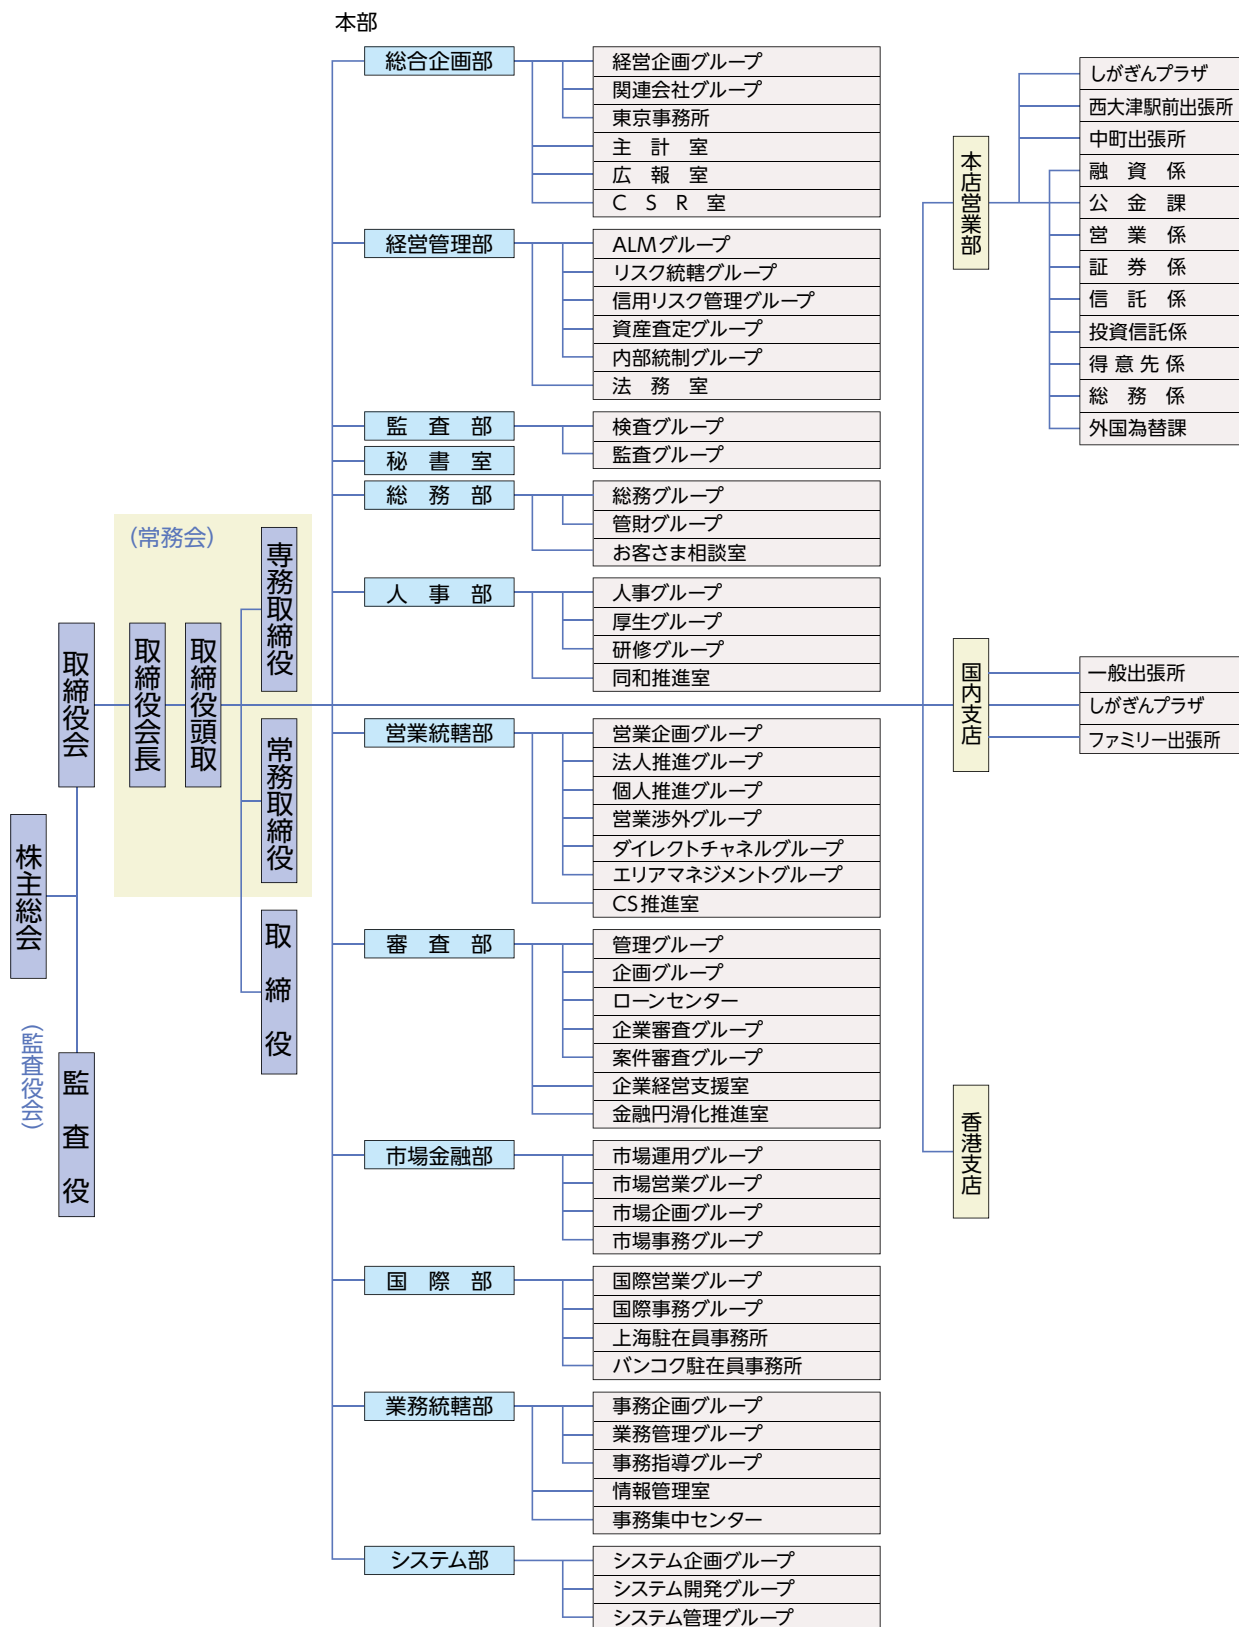 株主総会
取締役会
(監査役会)
監査役
(常務会)
取締役会長
取締役頭取
専務取締役
常務取締役
取締役
本部
総合企画部
経営企画グループ
関連会社グループ
東京事務所
主計室
広報室
CSR室
経営管理部
ALMグループ
リスク統轄グループ
信用リスク管理グループ
資産査定グループ
内部統制グループ
法務室
監査部
検査グループ
監査グループ
秘書室
総務部
総務グループ
管財グループ
お客さま相談室
人事部
人事グループ
厚生グループ
研修グループ
同和推進室
営業統轄部
営業企画グループ
法人推進グループ
個人推進グループ
営業渉外グループ
ダイレクトチャネルグループ
エリアマネジメントグループ
CS推進室
審査部
管理グループ
企画グループ
ローンセンター
企業審査グループ
案件審査グループ
企業経営支援室
金融円滑化推進室
市場金融部
市場運用グループ
市場営業グループ
市場企画グループ
市場事務グループ
国際部
国際営業グループ
国際事務グループ
上海駐在員事務所
バンコク駐在員事務所
業務統轄部
事務企画グループ
業務管理グループ
事務指導グループ
情報管理室
事務集中センター
システム部
システム企画グループ
システム開発グループ
システム管理グループ
本店営業部
しがぎんプラザ
西大津駅前出張所
中町出張所
融資係
公金課
営業係
証券係
信託係
投資信託係
得意先係
総務係
外国為替課
国内支店
一般出張所
しがぎんプラザ
ファミリー出張所
香港支店